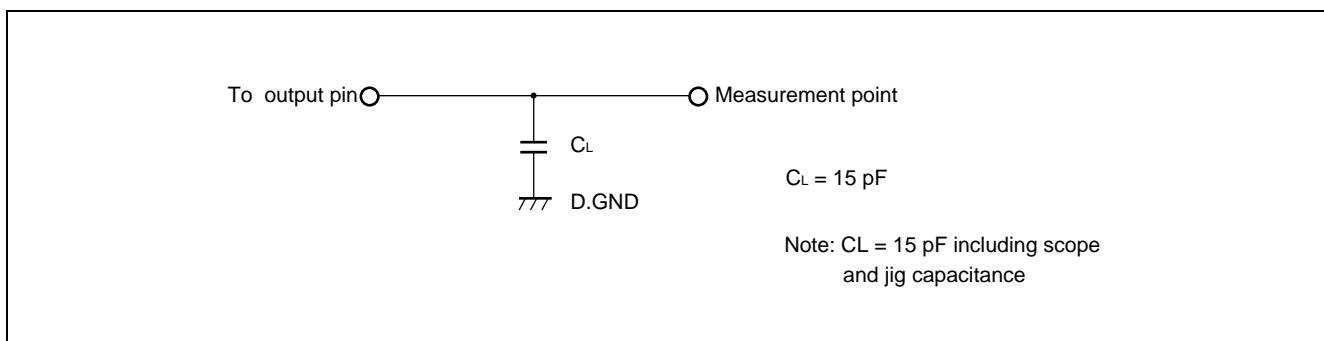 To output pin
Measurement point
CL
CL = 15 pF
D.GND
Note: CL = 15 pF including scope
and jig capacitance